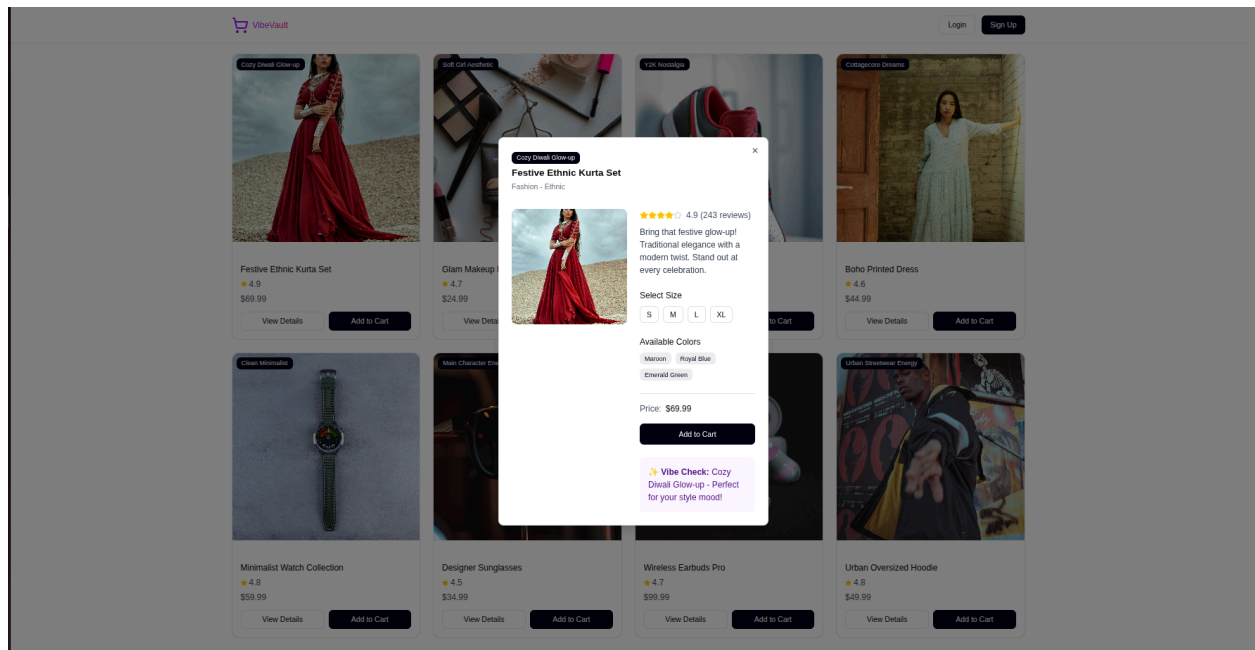 VibeVault
Login
Sign Up
Cozy Diwali Glow-up
Soft Girl Aesthetic
Y2K Nostalgia
Cottagecore Dreams
Festive Ethnic Kurta Set
4.9
$69.99
View Details
Add to Cart
Glam Makeup
4.7
$24.99
View
to Cart
Boho Printed Dress
4.6
$44.99
View Details
Add to Cart
Cozy Diwali Glow-up
×
Festive Ethnic Kurta Set
Fashion - Ethnic
4.9 (243 reviews)
Bring that festive glow-up!
Traditional elegance with a
modern twist. Stand out at
every celebration.
Select Size
S
M
L
XL
Available Colors
Maroon
Royal Blue
Emerald Green
Price: $69.99
Add to Cart
✨ Vibe Check: Cozy
Diwali Glow-up - Perfect
for your style mood!
Clean Minimalist
Main Character
Urban Streetwear Energy
Minimalist Watch Collection
4.8
$59.99
View Details
Add to Cart
Designer Sunglasses
4.5
$34.99
View Details
Add to Cart
Wireless Earbuds Pro
4.7
$99.99
View Details
Add to Cart
Urban Oversized Hoodie
4.8
$49.99
View Details
Add to Cart